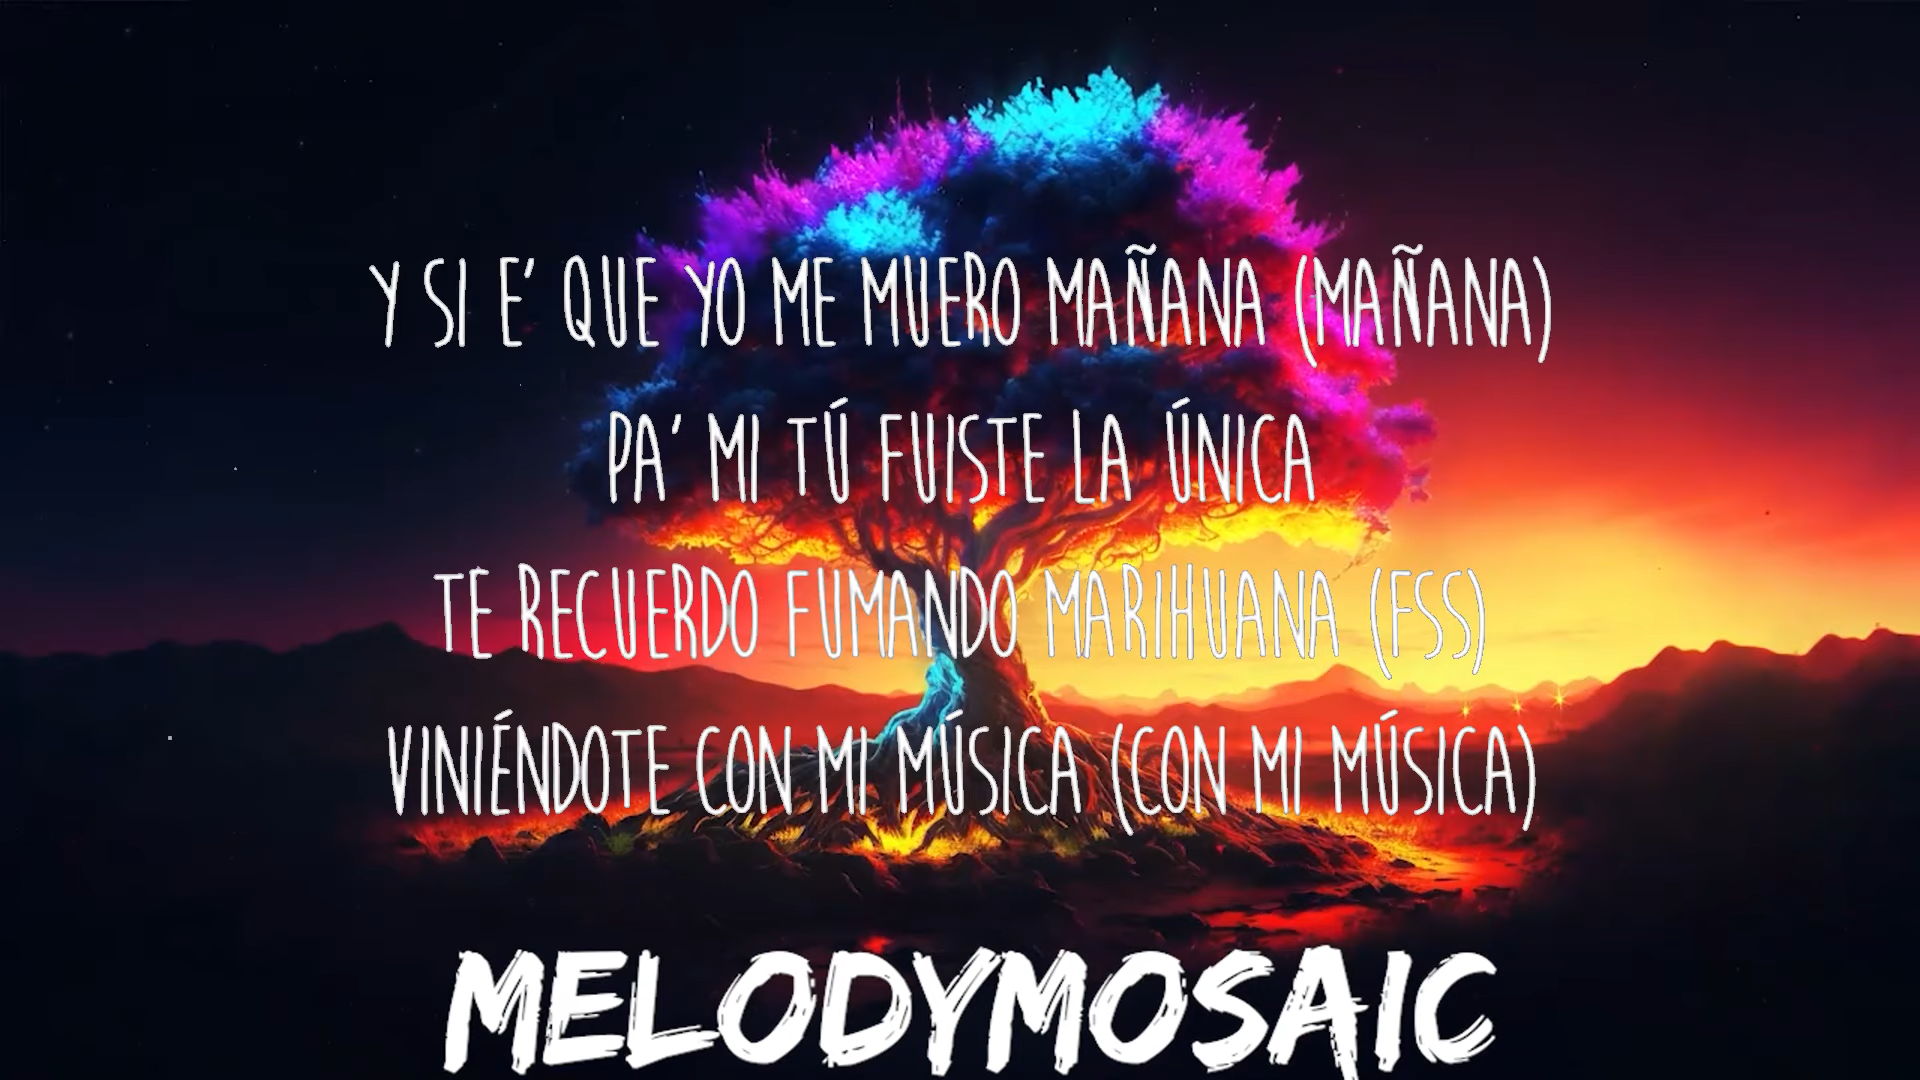 Y SI E' QUE YO ME MUERO MAÑANA (MAÑANA)
PA' MI TÚ FUISTE LA ÚNICA
TE RECUERDO FUMANDO MARIHUANA (FSS)
VINIÉNDOTE CON MI MÚSICA (CON MI MÚSICA)
MELODYMOSAIC